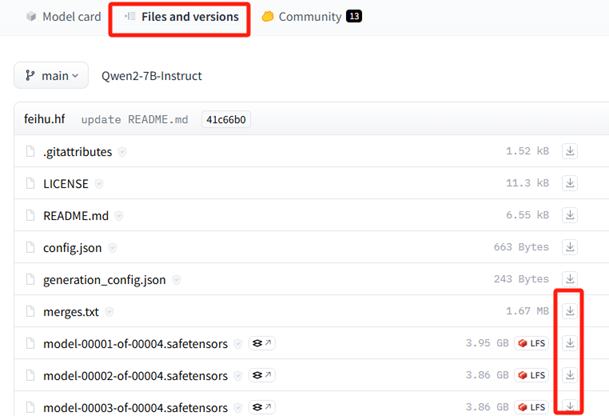 Model card Files and versions Community 13
main Qwen2-7B-Instruct
feihu.hf update README.md 41c66b0
.gitattributes 1.52 kB
LICENSE 11.3 kB
README.md 6.55 kB
config.json 663 Bytes
generation_config.json 243 Bytes
merges.txt 1.67 MB
model-00001-of-00004.safetensors 3.95 GB LFS
model-00002-of-00004.safetensors 3.86 GB LFS
model-00003-of-00004.safetensors 3.86 GB LFS